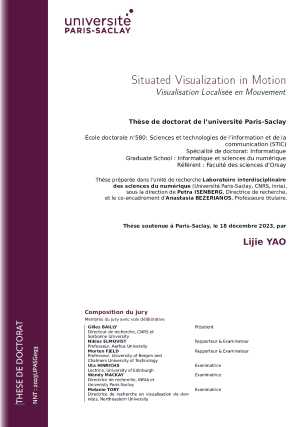 université
PARIS-SACLAY
Situated Visualization in Motion
Visualisation Localisée en Mouvement
Thèse de doctorat de l'université Paris-Saclay
École doctorale n°580: Sciences et technologies de l'information et de la
communication (STIC)
Spécialité de doctorat: Informatique
Graduate School : Informatique et sciences du numérique
Référent : Faculté des sciences d'Orsay
Thèse préparée dans l'unité de recherche Laboratoire interdisciplinaire
des sciences du numérique (Université Paris-Saclay, CNRS, Inria),
sous la direction de Petra ISENBERG, Directrice de recherche,
et le co-encadrement d'Anastasia BEZERIANOS, Professeure titulaire.
Thèse soutenue à Paris-Saclay, le 18 décembre 2023, par
Lijie YAO
Composition du jury
Membres du jury avec voix délibérative
Gilles BAILLY Président
Directeur de recherche, CNRS et
Sorbonne University
Niklas ELMQVIST Rapporteur & Examinateur
Professeur, Aarhus University
Morten FJELD Rapporteur & Examinateur
Professeur, University of Bergen and
Chalmers University of Technology
Uta HINRICHS Examinatrice
Lectrice, University of Edinburgh
Wendy MACKAY Examinatrice
Directrice de recherche, INRIA et
University Paris-Saclay
Melanie TORY Examinatrice
Directrice de recherche en visualisation de don-
nées, Northeastern University
THESE DE DOCTORAT
NNT : 2023UPASG093